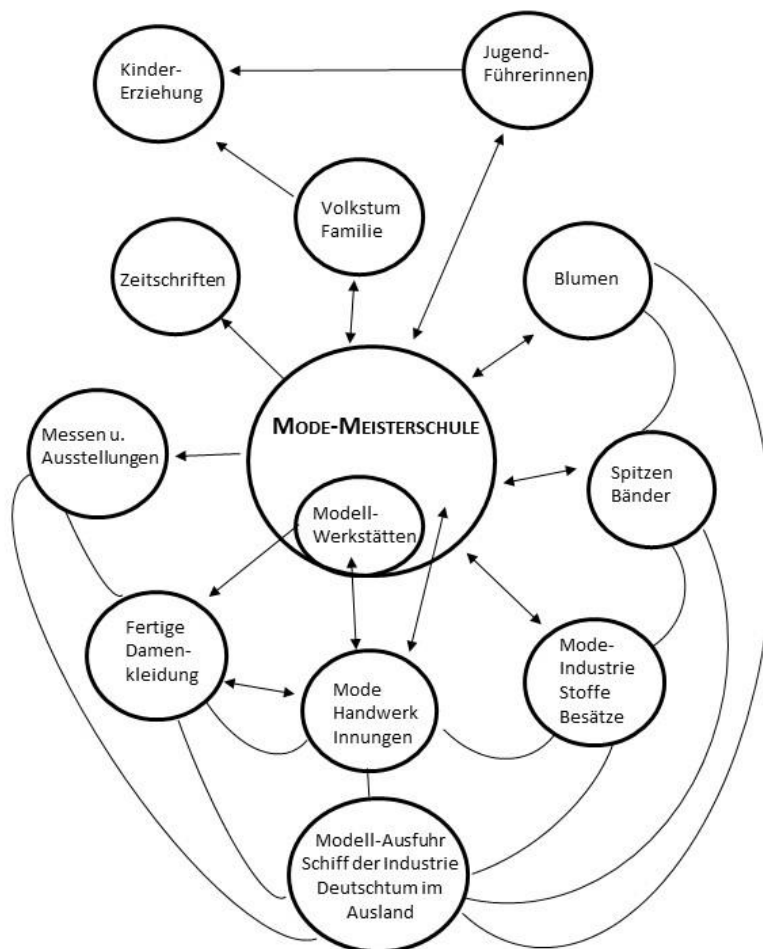 Kinder-
Erziehung
Jugend-
Führerinnen
Volkstum
Familie
Zeitschriften
Blumen
MODE-MEISTERSCHULE
Messen u.
Ausstellungen
Spitzen
Bänder
Modell-
Werkstätten
Fertige
Damen-
kleidung
Mode
Handwerk
Innungen
Mode-
Industrie
Stoffe
Besätze
Modell-Ausfuhr
Schiff der Industrie
Deutschtum im
Ausland